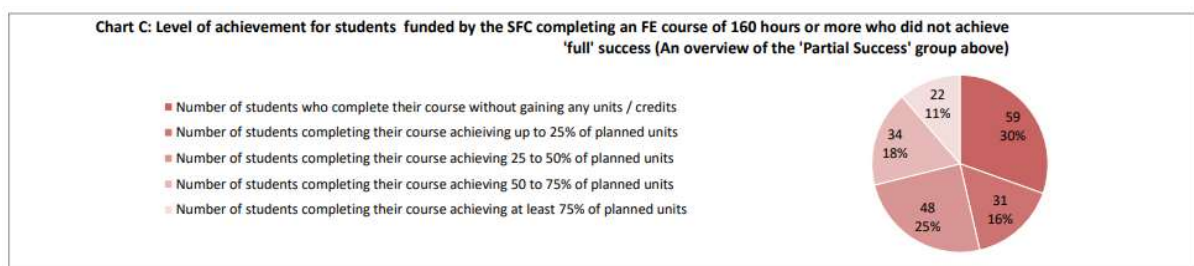 Chart C: Level of achievement for students funded by the SFC completing an FE course of 160 hours or more who did not achieve
'full' success (An overview of the 'Partial Success' group above)
Number of students who complete their course without gaining any units / credits
Number of students completing their course achieiving up to 25% of planned units
Number of students completing their course achieving 25 to 50% of planned units
Number of students completing their course achieving 50 to 75% of planned units
Number of students completing their course achieving at least 75% of planned units
22
11%
59
30%
34
18%
31
16%
48
25%